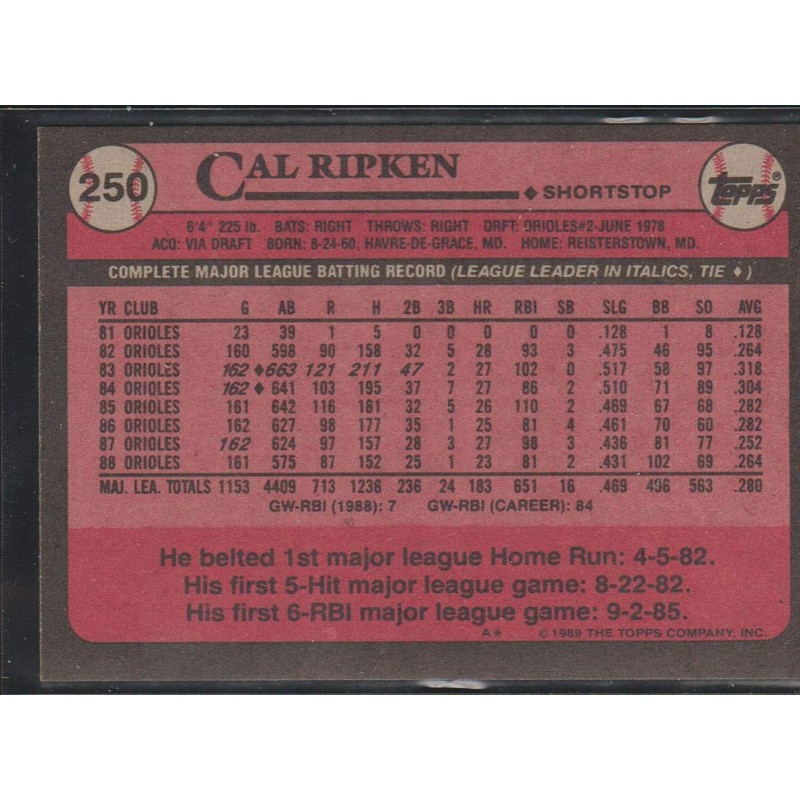 250
CAL RIPKEN
Topps®
◆ SHORTSTOP
6'4" 225 lb. BATS: RIGHT THROWS: RIGHT DRFT: ORIOLES#2-JUNE 1978
ACQ: VIA DRAFT BORN: 8-24-60, HAVRE-DE-GRACE, MD. HOME: REISTERSTOWN, MD.
COMPLETE MAJOR LEAGUE BATTING RECORD (LEAGUE LEADER IN ITALICS, TIE ◆)
YR CLUB G AB R H 2B 3B HR RBI SB SLG BB SO AVG
81 ORIOLES 23 39 1 5 0 0 0 0 0 .128 1 8 .128
82 ORIOLES 160 598 90 158 32 5 28 93 3 .475 46 95 .264
83 ORIOLES 162 ◆663 121 211 47 2 27 102 0 .517 58 97 .318
84 ORIOLES 162 ◆ 641 103 195 37 7 27 86 2 .510 71 89 .304
85 ORIOLES 161 642 116 181 32 5 26 110 2 .469 67 68 .282
86 ORIOLES 162 627 98 177 35 1 25 81 4 .461 70 60 .282
87 ORIOLES 162 624 97 157 28 3 27 98 3 .436 81 77 .252
88 ORIOLES 161 575 87 152 25 1 23 81 2 .431 102 69 .264
MAJ. LEA. TOTALS 1153 4409 713 1236 236 24 183 651 16 .469 496 563 .280
GW-RBI (1988): 7 GW-RBI (CAREER): 84
He belted 1st major league Home Run: 4-5-82.
His first 5-Hit major league game: 8-22-82.
His first 6-RBI major league game: 9-2-85.
A* © 1989 THE TOPPS COMPANY, INC.